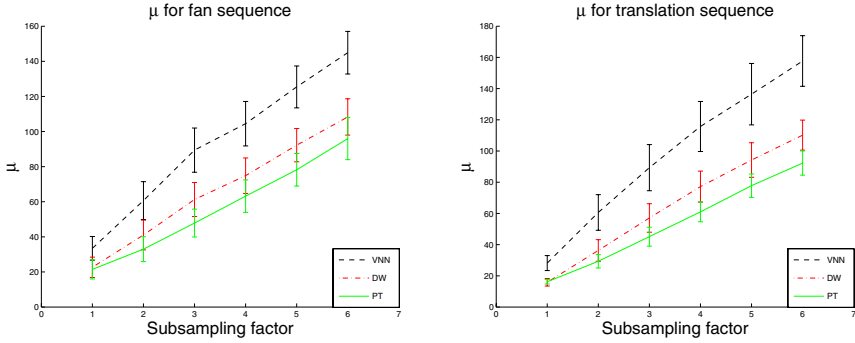 μ for fan sequence
160
140
120
100
80
60
40
20
0
μ
0 1 2 3 4 5 6 7
Subsampling factor
VNN
DW
PT
μ for translation sequence
200
180
160
140
120
100
80
60
40
20
0
μ
0 1 2 3 4 5 6 7
Subsampling factor
VNN
DW
PT